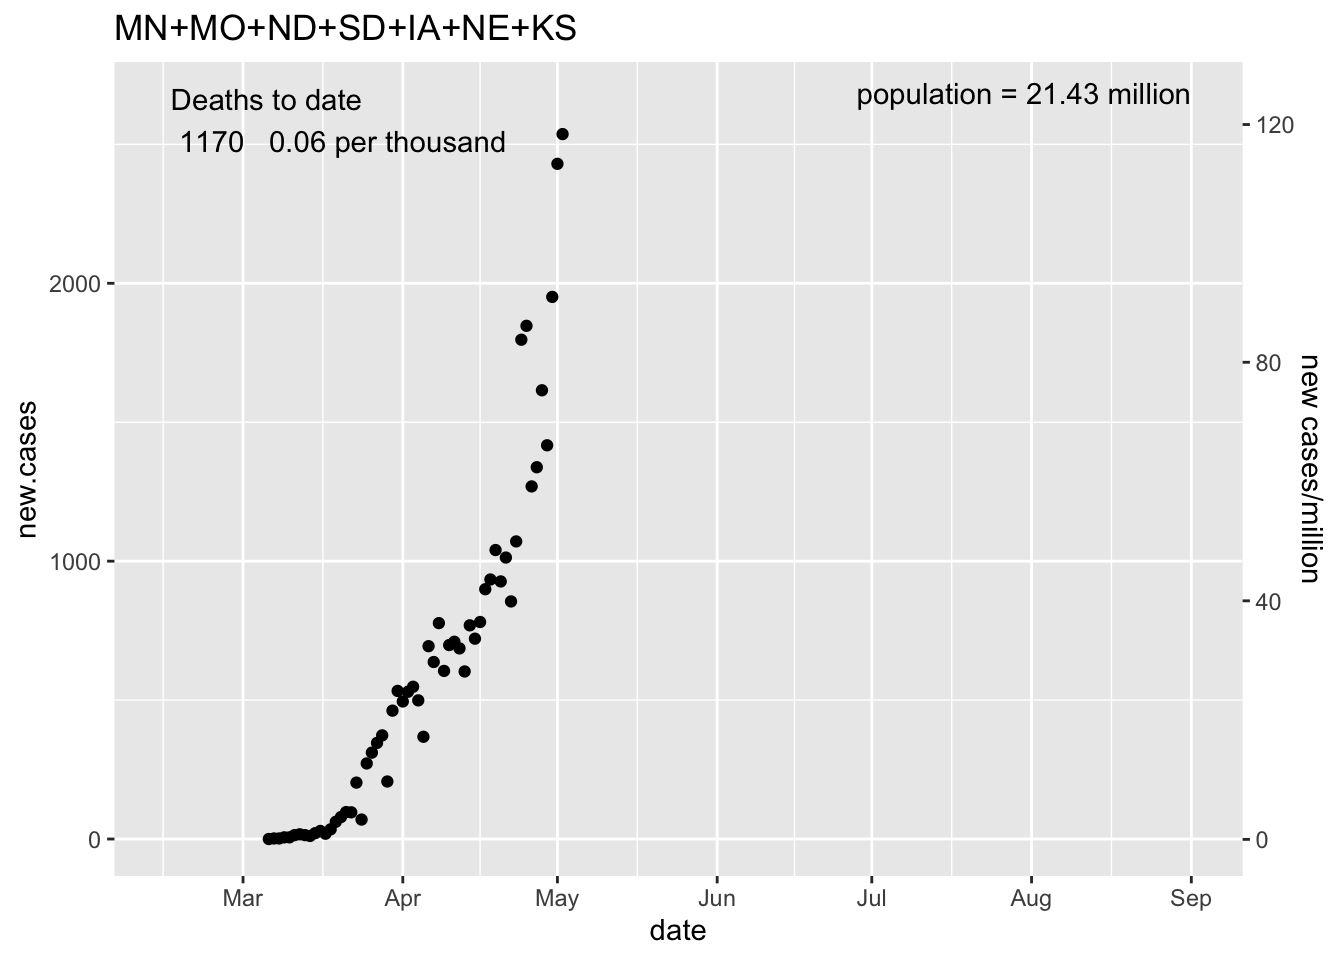 MN+MO+ND+SD+IA+NE+KS
Deaths to date
1170   0.06 per thousand
population = 21.43 million
new.cases
2000
1000
0
120
80
40
0
new cases/million
Mar Apr May Jun Jul Aug Sep
date